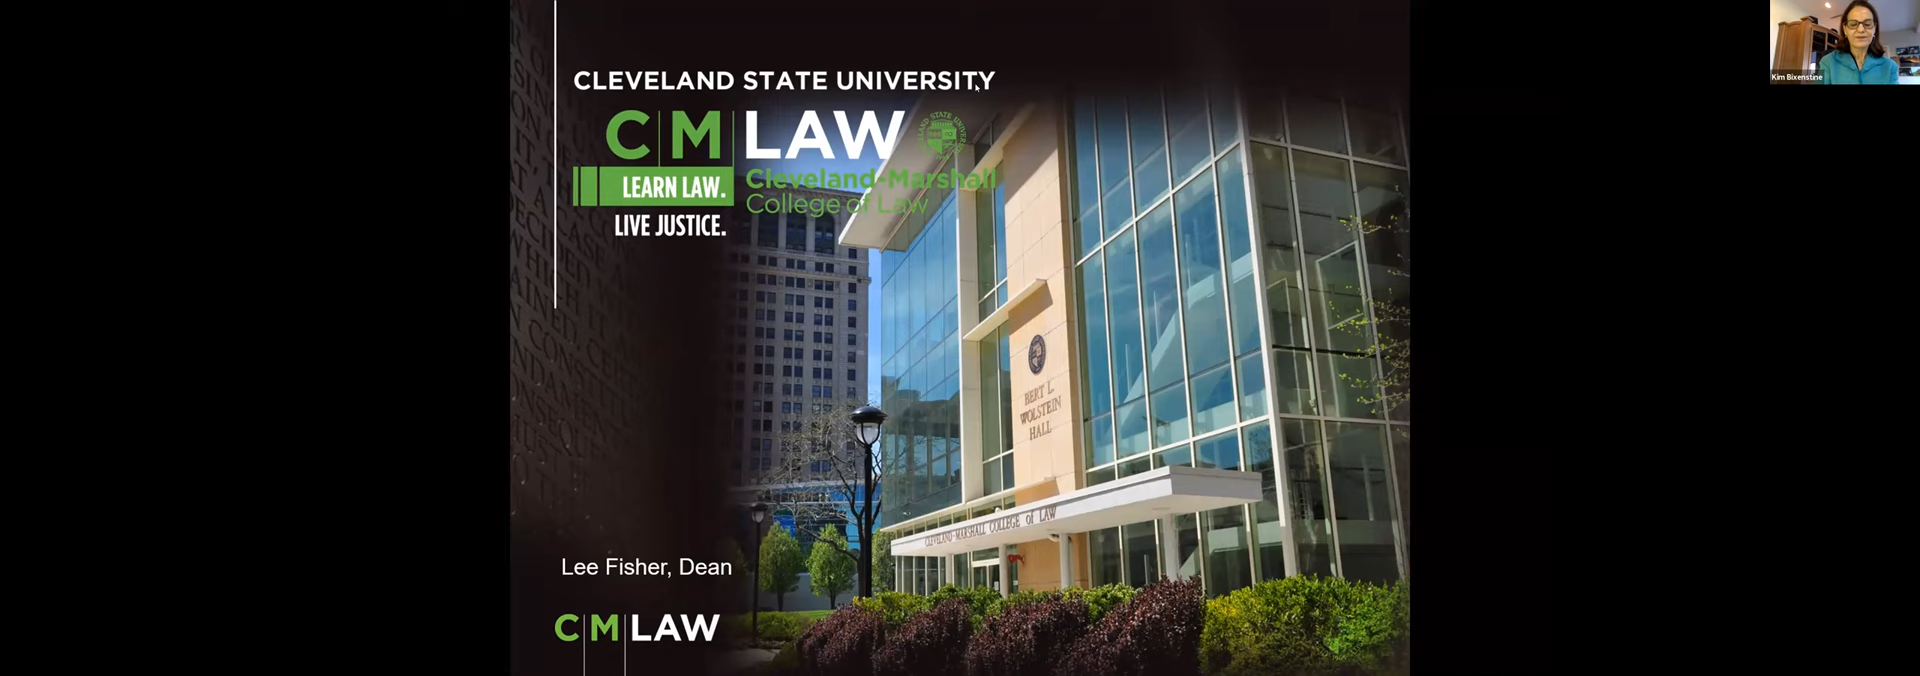 CLEVELAND STATE UNIVERSITY
C|M|LAW
LEARN LAW.
LIVE JUSTICE.
Cleveland-Marshall
College of Law
BERT L.
WOLSTEIN
HALL
CLEVELAND-MARSHALL COLLEGE of LAW
Lee Fisher, Dean
C|M|LAW
Kim Bixenstine